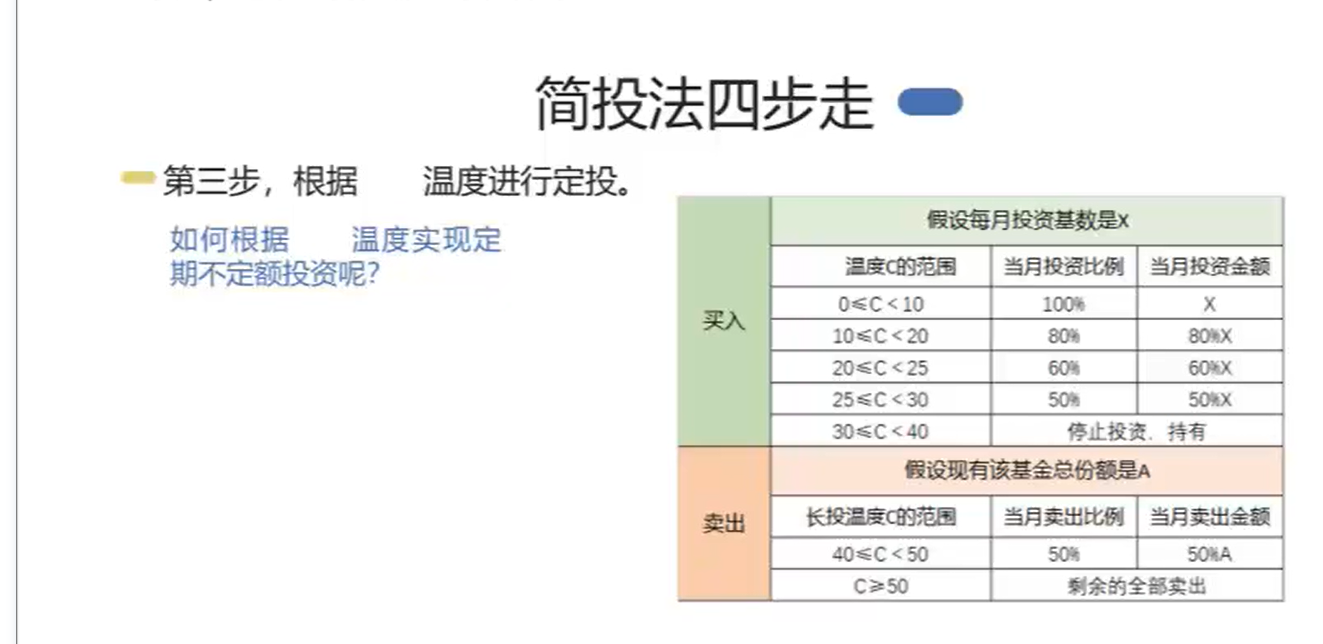 简投法四步走
第三步，根据 温度进行定投。
如何根据 温度实现定
期不定额投资呢?
买入
假设每月投资基数是X
温度C的范围 当月投资比例 当月投资金额
0≤C<10 100% X
10≤C<20 80% 80%X
20≤C<25 60% 60%X
25≤C<30 50% 50%X
30≤C<40 停止投资．持有
卖出
假设现有该基金总份额是A
长投温度C的范围 当月卖出比例 当月卖出金额
40≤C<50 50% 50%A
C≥50 剩余的全部卖出